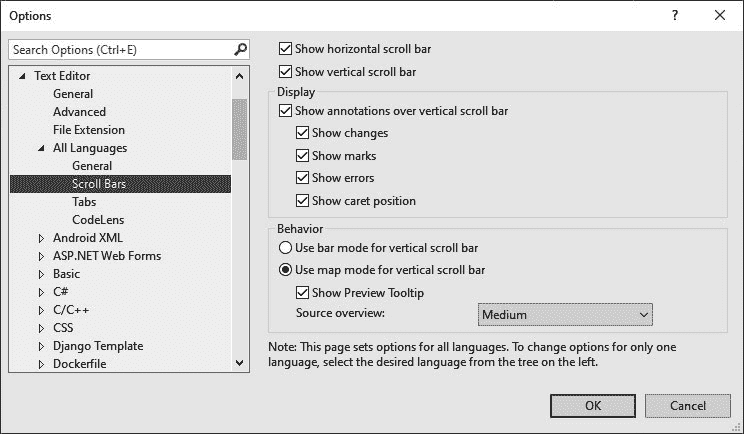 Options
Search Options (Ctrl+E)
Text Editor
General
Advanced
File Extension
All Languages
General
Scroll Bars
Tabs
CodeLens
Android XML
ASP.NET Web Forms
Basic
C#
C/C++
CSS
Django Template
Dockerfile
Show horizontal scroll bar
Show vertical scroll bar
Display
Show annotations over vertical scroll bar
Show changes
Show marks
Show errors
Show caret position
Behavior
Use bar mode for vertical scroll bar
Use map mode for vertical scroll bar
Show Preview Tooltip
Source overview: Medium
Note: This page sets options for all languages. To change options for only one
language, select the desired language from the tree on the left.
OK Cancel